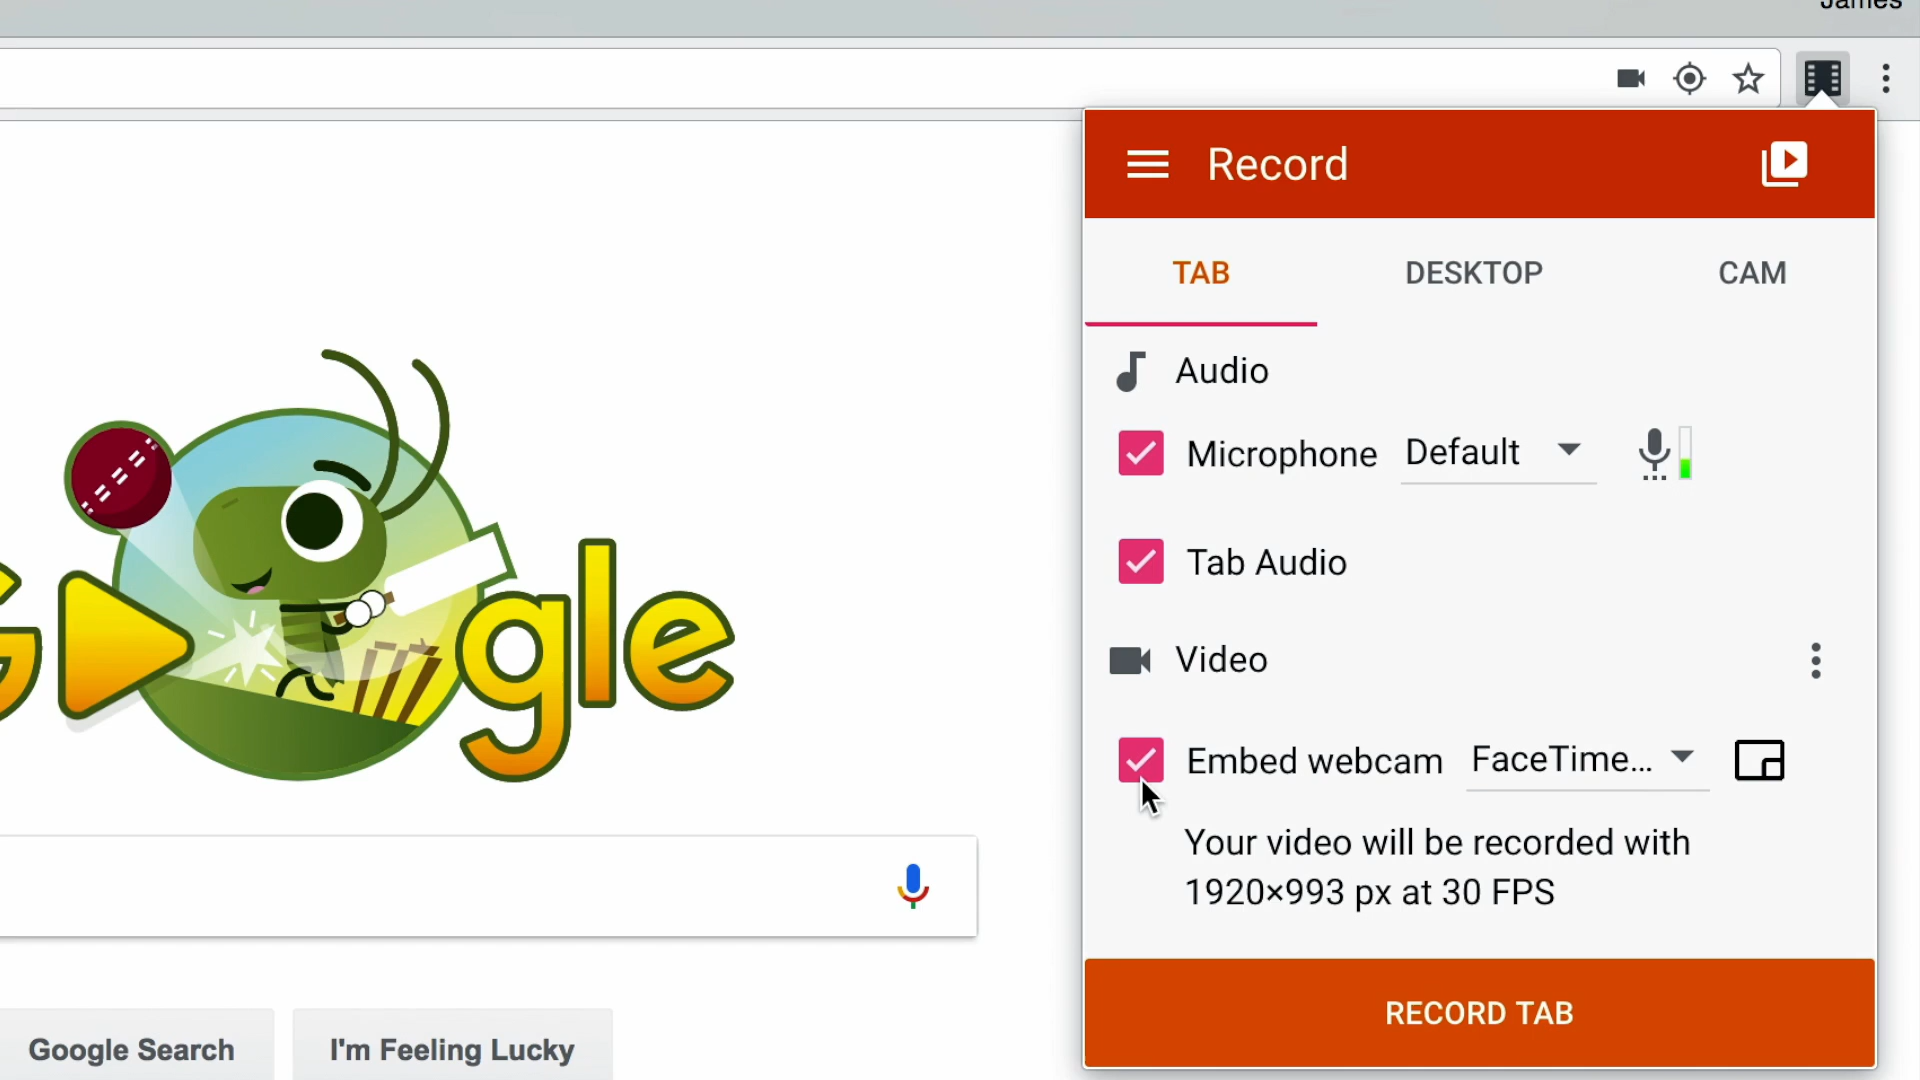 James
Record
TAB DESKTOP CAM
Audio
Microphone Default
Tab Audio
Video
Embed webcam FaceTime...
Your video will be recorded with
1920×993 px at 30 FPS
RECORD TAB
G gle
Google Search I'm Feeling Lucky